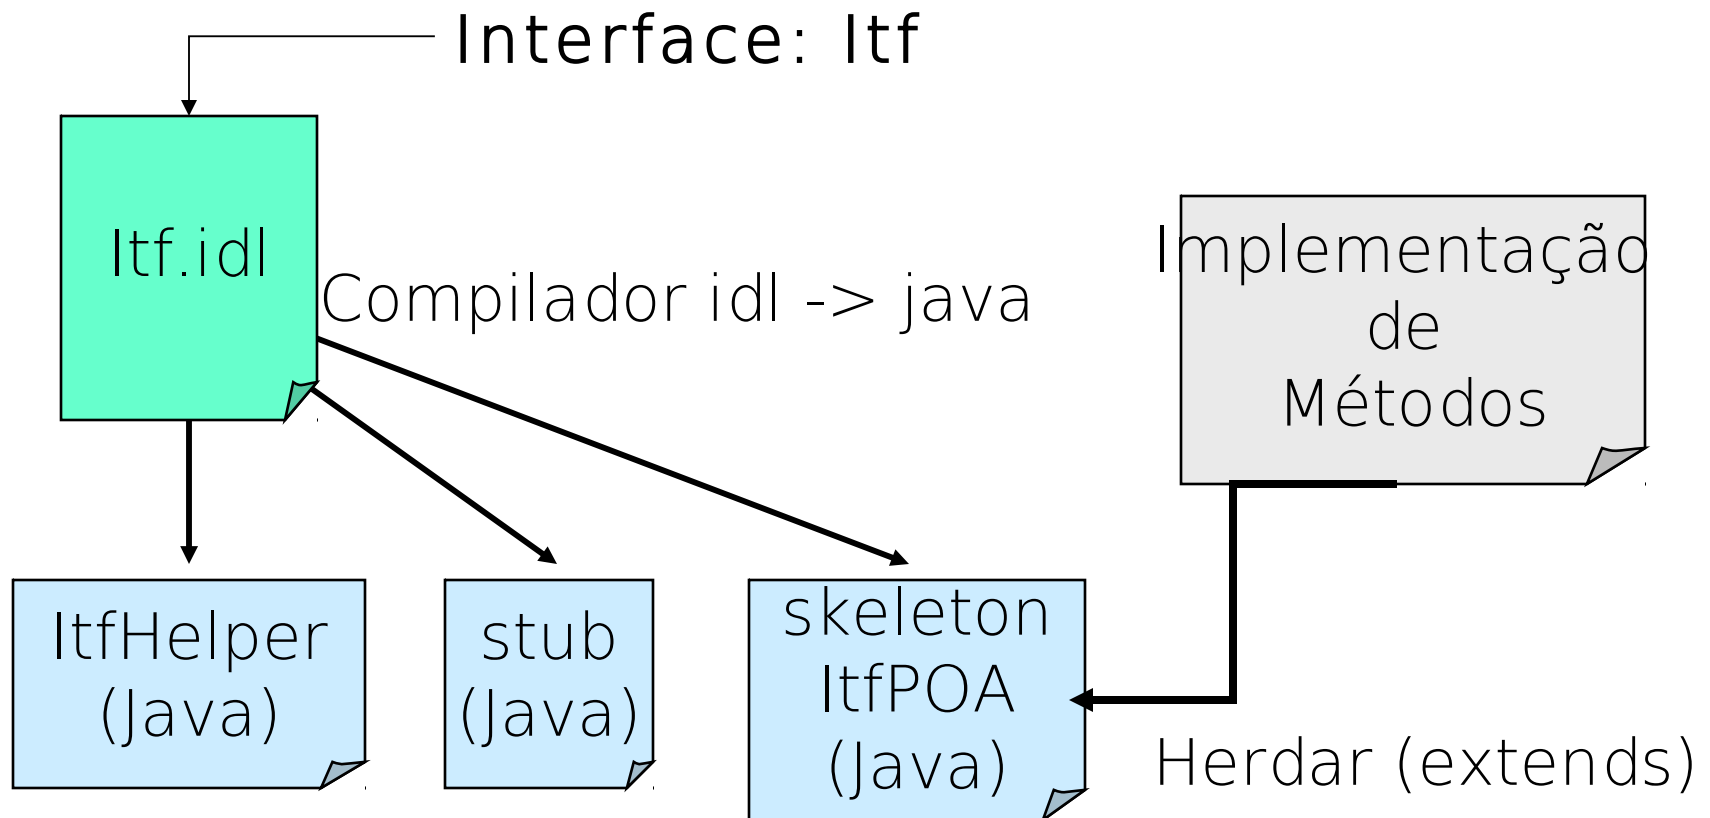 Interface: Itf
Itf.idl
Compilador idl -> java
Implementação
de
Métodos
ItfHelper
(Java)
stub
(Java)
skeleton
ItfPOA
(Java)
Herdar (extends)